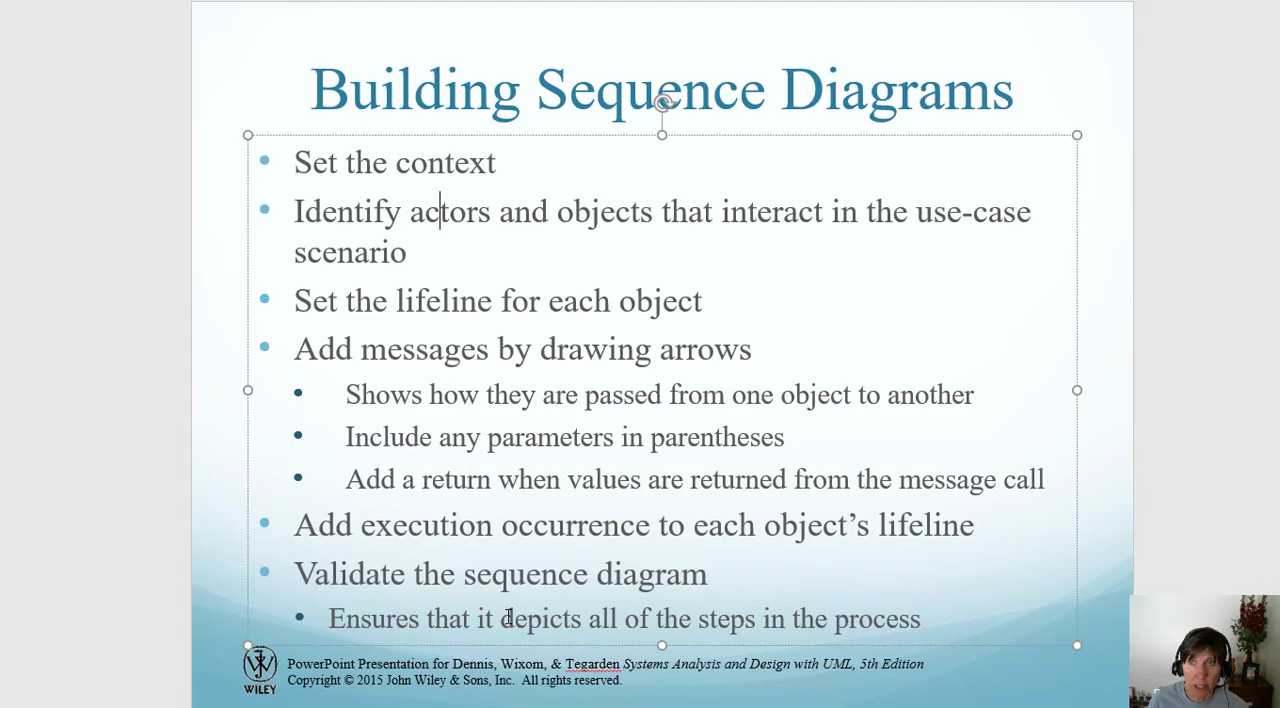 Building Sequence Diagrams
• Set the context
• Identify actors and objects that interact in the use-case
scenario
• Set the lifeline for each object
• Add messages by drawing arrows
• Shows how they are passed from one object to another
• Include any parameters in parentheses
• Add a return when values are returned from the message call
• Add execution occurrence to each object’s lifeline
• Validate the sequence diagram
• Ensures that it depicts all of the steps in the process
PowerPoint Presentation for Dennis, Wixom, & Tegarden Systems Analysis and Design with UML, 5th Edition
Copyright © 2015 John Wiley & Sons, Inc. All rights reserved.
WILEY